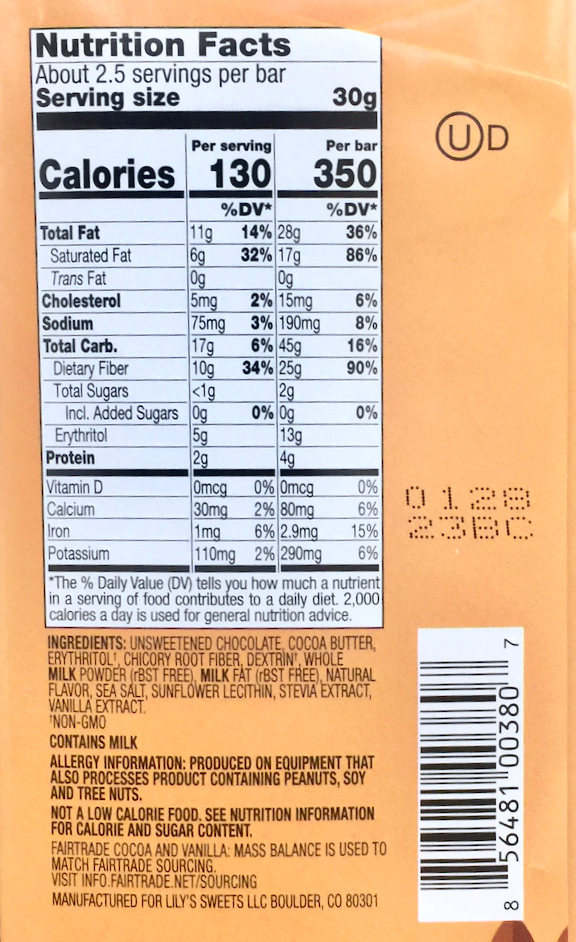 Nutrition Facts
About 2.5 servings per bar
Serving size 30g
Per serving Per bar
Calories 130 350
%DV* %DV*
Total Fat 11g 14% 28g 36%
Saturated Fat 6g 32% 17g 86%
Trans Fat 0g 0g
Cholesterol 5mg 2% 15mg 6%
Sodium 75mg 3% 190mg 8%
Total Carb. 17g 6% 45g 16%
Dietary Fiber 10g 34% 25g 90%
Total Sugars <1g 2g
Incl. Added Sugars 0g 0% 0g 0%
Erythritol 5g 13g
Protein 2g 4g
Vitamin D 0mcg 0% 0mcg 0%
Calcium 30mg 2% 80mg 6%
Iron 1mg 6% 2.9mg 15%
Potassium 110mg 2% 290mg 6%
*The % Daily Value (DV) tells you how much a nutrient
in a serving of food contributes to a daily diet. 2,000
calories a day is used for general nutrition advice.
INGREDIENTS: UNSWEETENED CHOCOLATE, COCOA BUTTER,
ERYTHRITOL†, CHICORY ROOT FIBER, DEXTRIN†, WHOLE
MILK POWDER (rBST FREE), MILK FAT (rBST FREE), NATURAL
FLAVOR, SEA SALT, SUNFLOWER LECITHIN, STEVIA EXTRACT,
VANILLA EXTRACT.
†NON-GMO
CONTAINS MILK
ALLERGY INFORMATION: PRODUCED ON EQUIPMENT THAT
ALSO PROCESSES PRODUCT CONTAINING PEANUTS, SOY
AND TREE NUTS.
NOT A LOW CALORIE FOOD. SEE NUTRITION INFORMATION
FOR CALORIE AND SUGAR CONTENT.
FAIRTRADE COCOA AND VANILLA: MASS BALANCE IS USED TO
MATCH FAIRTRADE SOURCING.
VISIT INFO.FAIRTRADE.NET/SOURCING
MANUFACTURED FOR LILY'S SWEETS LLC BOULDER, CO 80301
U D
0128
23BC
8 56481 00380 7